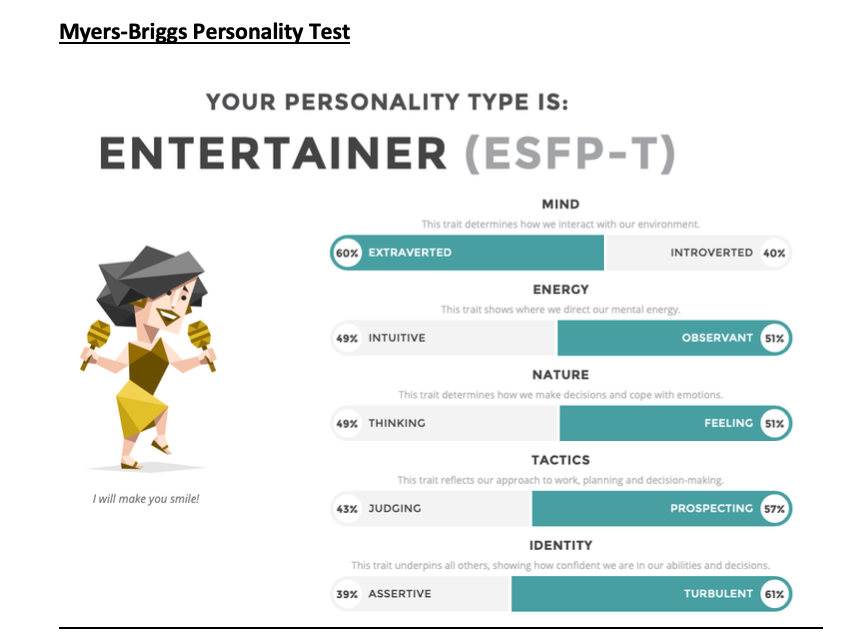 Myers-Briggs Personality Test
YOUR PERSONALITY TYPE IS:
ENTERTAINER (ESFP-T)
MIND
This trait determines how we interact with our environment.
60% EXTRAVERTED INTROVERTED 40%
ENERGY
This trait shows where we direct our mental energy.
49% INTUITIVE OBSERVANT 51%
NATURE
This trait determines how we make decisions and cope with emotions.
49% THINKING FEELING 51%
TACTICS
This trait reflects our approach to work, planning and decision-making.
43% JUDGING PROSPECTING 57%
I will make you smile!
IDENTITY
This trait underpins all others, showing how confident we are in our abilities and decisions.
39% ASSERTIVE TURBULENT 61%